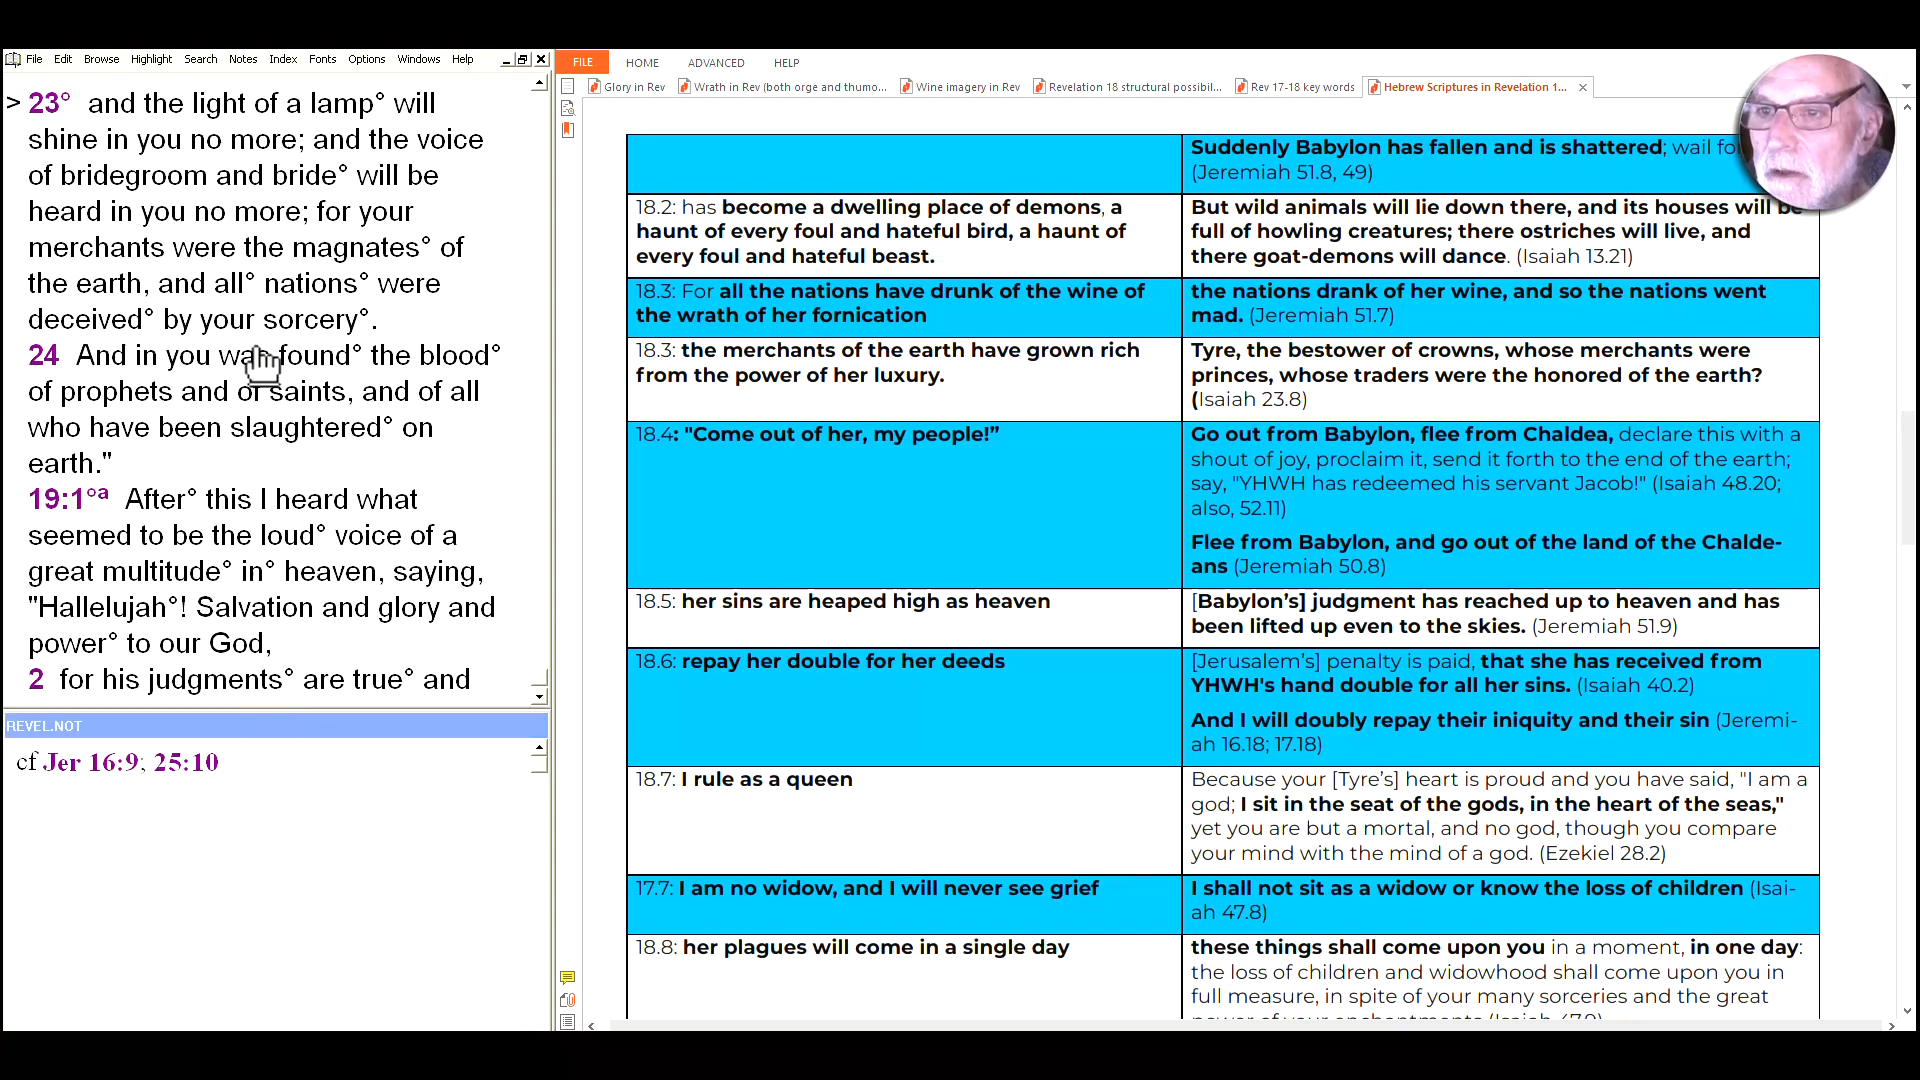 File Edit Browse Highlight Search Notes Index Fonts Options Windows Help
> 23° and the light of a lamp° will
shine in you no more; and the voice
of bridegroom and bride° will be
heard in you no more; for your
merchants were the magnates° of
the earth, and all° nations° were
deceived° by your sorcery°.
24 And in you was found° the blood°
of prophets and of saints, and of all
who have been slaughtered° on
earth."
19:1°a After° this I heard what
seemed to be the loud° voice of a
great multitude° in° heaven, saying,
"Hallelujah°! Salvation and glory and
power° to our God,
2 for his judgments° are true° and
REVEL.NOT
cf Jer 16:9; 25:10
FILE HOME ADVANCED HELP
Glory in Rev Wrath in Rev (both orge and thumo... Wine imagery in Rev Revelation 18 structural possibil... Rev 17-18 key words Hebrew Scriptures in Revelation 1...
Suddenly Babylon has fallen and is shattered; wail
(Jeremiah 51.8, 49)
18.2: has become a dwelling place of demons, a
haunt of every foul and hateful bird, a haunt of
every foul and hateful beast.
But wild animals will lie down there, and its houses will be
full of howling creatures; there ostriches will live, and
there goat-demons will dance. (Isaiah 13.21)
18.3: For all the nations have drunk of the wine of
the wrath of her fornication
the nations drank of her wine, and so the nations went
mad. (Jeremiah 51.7)
18.3: the merchants of the earth have grown rich
from the power of her luxury.
Tyre, the bestower of crowns, whose merchants were
princes, whose traders were the honored of the earth?
(Isaiah 23.8)
18.4: "Come out of her, my people!”
Go out from Babylon, flee from Chaldea, declare this with a
shout of joy, proclaim it, send it forth to the end of the earth;
say, "YHWH has redeemed his servant Jacob!" (Isaiah 48.20;
also, 52.11)
Flee from Babylon, and go out of the land of the Chalde-
ans (Jeremiah 50.8)
18.5: her sins are heaped high as heaven
[Babylon’s] judgment has reached up to heaven and has
been lifted up even to the skies. (Jeremiah 51.9)
18.6: repay her double for her deeds
[Jerusalem’s] penalty is paid, that she has received from
YHWH's hand double for all her sins. (Isaiah 40.2)
And I will doubly repay their iniquity and their sin (Jeremi-
ah 16.18; 17.18)
18.7: I rule as a queen
Because your [Tyre’s] heart is proud and you have said, "I am a
god; I sit in the seat of the gods, in the heart of the seas,"
yet you are but a mortal, and no god, though you compare
your mind with the mind of a god. (Ezekiel 28.2)
17.7: I am no widow, and I will never see grief
I shall not sit as a widow or know the loss of children (Isai-
ah 47.8)
18.8: her plagues will come in a single day
these things shall come upon you in a moment, in one day:
the loss of children and widowhood shall come upon you in
full measure, in spite of your many sorceries and the great
power of your enchantments (Isaiah 47.9)